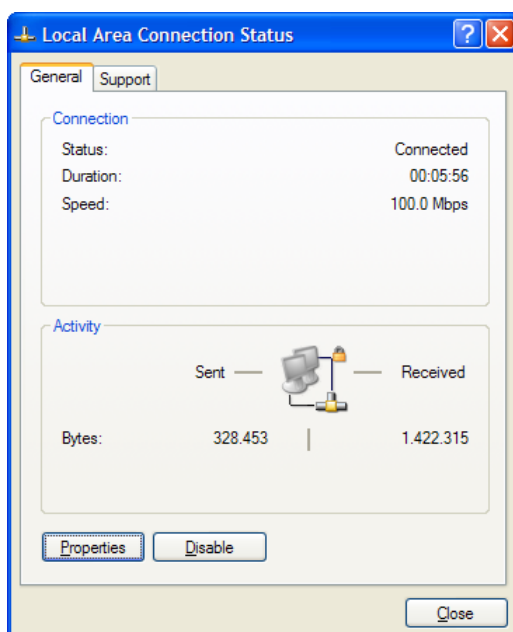 Local Area Connection Status
General Support
Connection
Status: Connected
Duration: 00:05:56
Speed: 100.0 Mbps
Activity
Sent Received
Bytes: 328.453 1.422.315
Properties Disable
Close